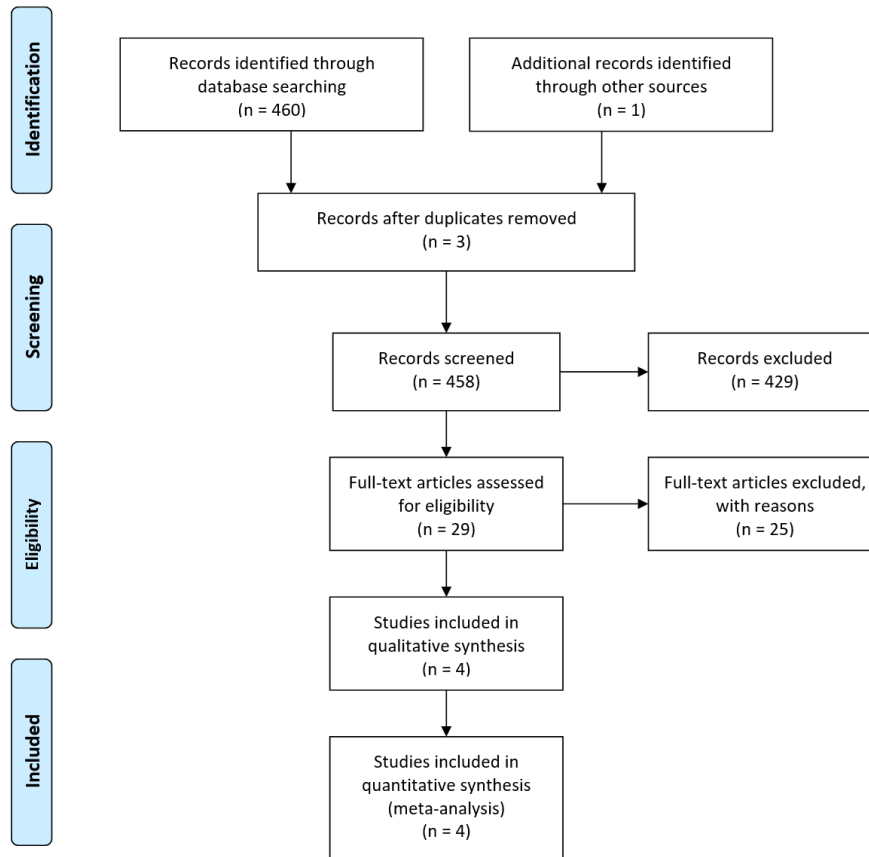 Identification
Records identified through
database searching
(n = 460)
Additional records identified
through other sources
(n = 1)
Records after duplicates removed
(n = 3)
Screening
Records screened
(n = 458)
Records excluded
(n = 429)
Eligibility
Full-text articles assessed
for eligibility
(n = 29)
Full-text articles excluded,
with reasons
(n = 25)
Studies included in
qualitative synthesis
(n = 4)
Included
Studies included in
quantitative synthesis
(meta-analysis)
(n = 4)